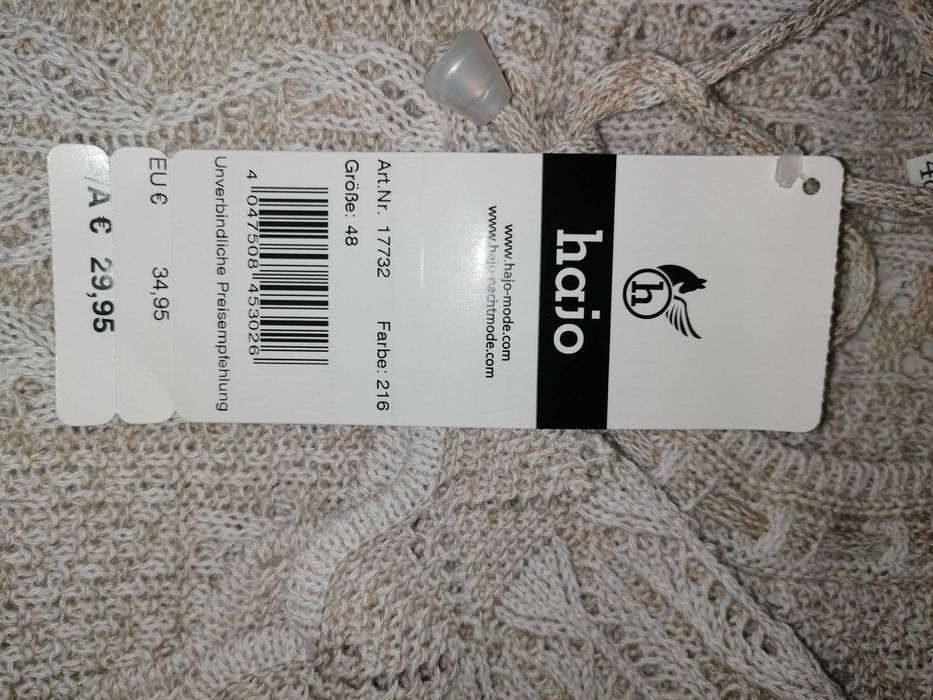 h
hajo
www.hajo-mode.com
www.hajo-nachtmode.com
Art.Nr. 17732 Farbe: 216
Größe: 48
4 047508 453026
Unverbindliche Preisempfehlung
EU € 34,95
A € 29,95